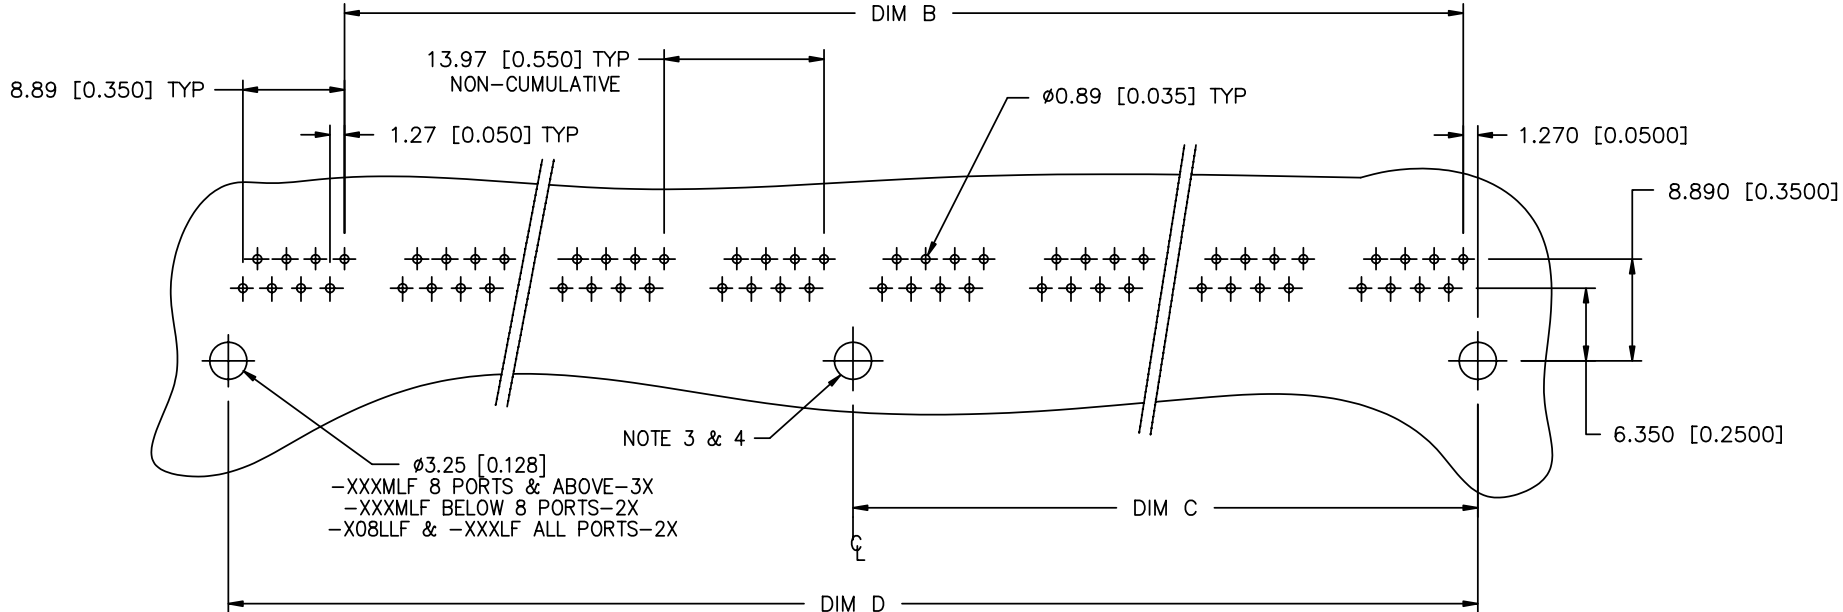 DIM B
13.97 [0.550] TYP
NON-CUMULATIVE
8.89 [0.350] TYP
ø0.89 [0.035] TYP
1.27 [0.050] TYP
1.270 [0.0500]
8.890 [0.3500]
NOTE 3 & 4
6.350 [0.2500]
ø3.25 [0.128]
-XXXMLF 8 PORTS & ABOVE-3X
-XXXMLF BELOW 8 PORTS-2X
-X08LLF & -XXXLF ALL PORTS-2X
DIM C
℄
DIM D